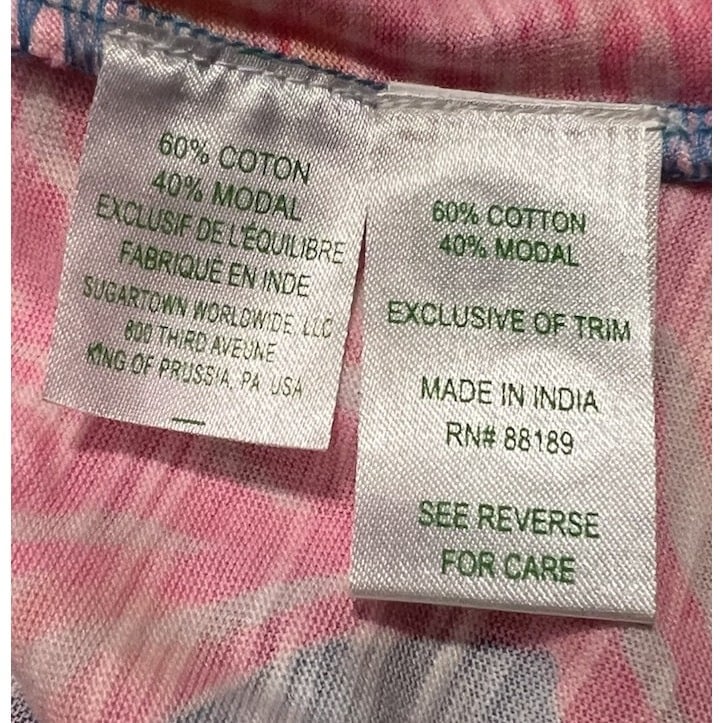 60% COTON
40% MODAL
EXCLUSIF DE L'ÉQUILIBRE
FABRIQUE EN INDE
SUGARTOWN WORLDWIDE, LLC
800 THIRD AVEUNE
KING OF PRUSSIA, PA USA
60% COTTON
40% MODAL
EXCLUSIVE OF TRIM
MADE IN INDIA
RN# 88189
SEE REVERSE
FOR CARE